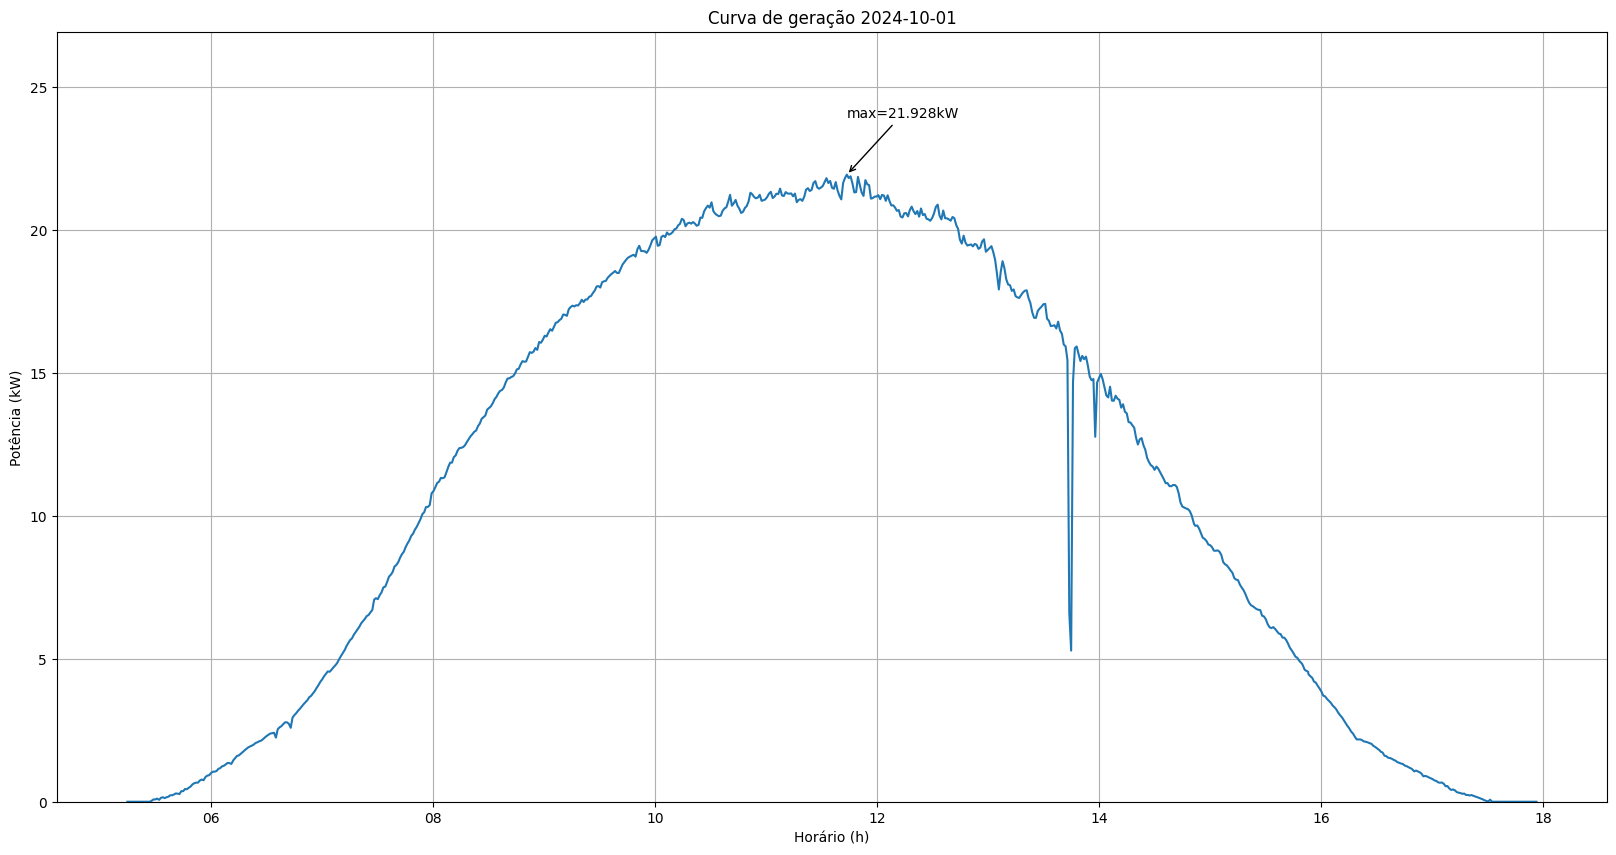 Curva de geração 2024-10-01
max=21.928kW
Potência (kW)
25
20
15
10
5
0
06 08 10 12 14 16 18
Horário (h)